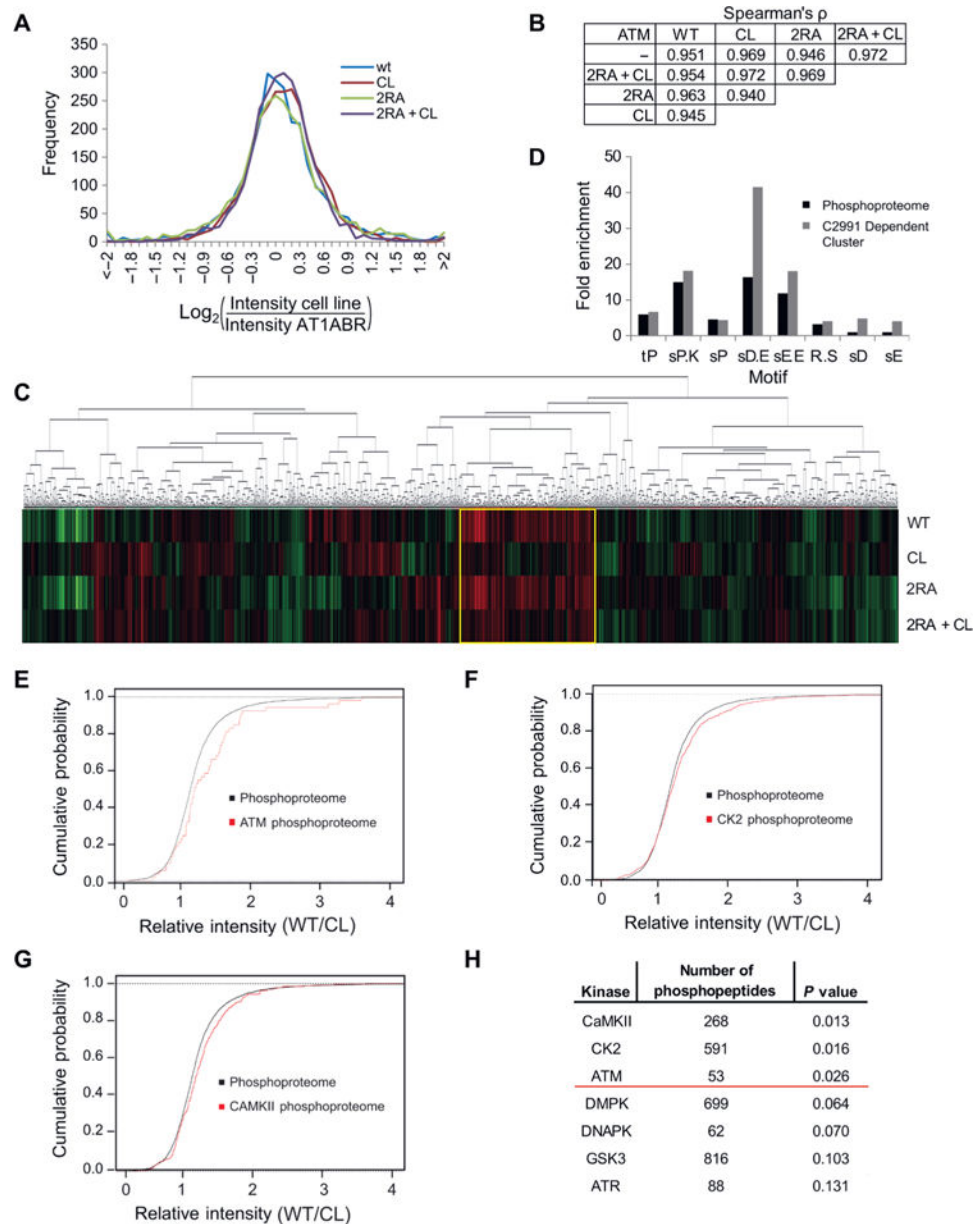 A
350
300
250
200
150
100
50
0
Frequency
wt
CL
2RA
2RA + CL
<–2
–1.8
–1.5
–1.2
–0.9
–0.6
–0.3
0
0.3
0.6
0.9
1.2
1.5
1.8
>2
Log2(Intensity cell line / Intensity AT1ABR)
B
Spearman's ρ
ATM WT CL 2RA 2RA + CL
– 0.951 0.969 0.946 0.972
2RA + CL 0.954 0.972 0.969
2RA 0.963 0.940
CL 0.945
D
50
40
30
20
10
0
Fold enrichment
Phosphoproteome
C2991 Dependent
Cluster
tP sP.K sP sD.E sE.E R.S sD sE
Motif
C
WT
CL
2RA
2RA + CL
E
1.0
0.8
0.6
0.4
0.2
0.0
Cumulative probability
Phosphoproteome
ATM phosphoproteome
0 1 2 3 4
Relative intensity (WT/CL)
F
1.0
0.8
0.6
0.4
0.2
0.0
Cumulative probability
Phosphoproteome
CK2 phosphoproteome
0 1 2 3 4
Relative intensity (WT/CL)
G
1.0
0.8
0.6
0.4
0.2
0.0
Cumulative probability
Phosphoproteome
CAMKII phosphoproteome
0 1 2 3 4
Relative intensity (WT/CL)
H
Kinase Number of phosphopeptides P value
CaMKII 268 0.013
CK2 591 0.016
ATM 53 0.026
DMPK 699 0.064
DNAPK 62 0.070
GSK3 816 0.103
ATR 88 0.131